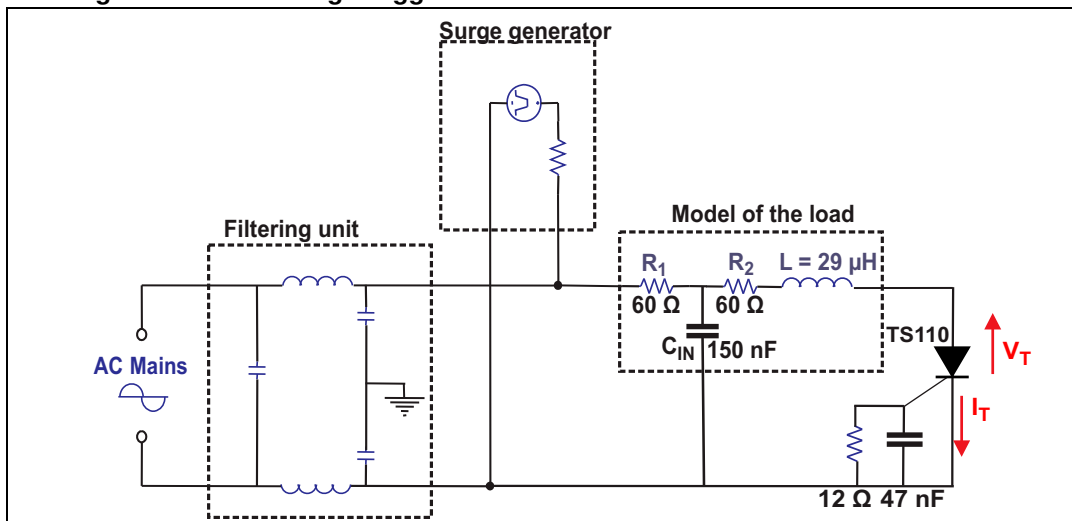 Surge generator
Filtering unit
Model of the load
R1
60 Ω
R2
60 Ω
L = 29 µH
CIN
150 nF
AC Mains
TS110
VT
IT
12 Ω
47 nF